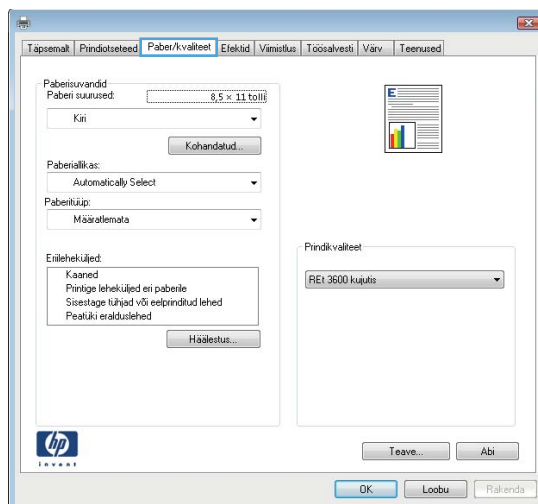 Täpsemalt Prindiotseteed Paber/kvaliteet Efektid Viimistlus Töösalvesti Värv Teenused
Paberisuvandid
Paberi suurused: 8,5 × 11 tolli
Kiri
Kohandatud...
Paberiallikas:
Automatically Select
Paberitüüp:
Määratlemata
Eriileheküljed:
Kaaned
Printige leheküljed eri paberile
Sisestage tühjad või eelprinditud lehed
Peatüki eralduslehed
Häälestus...
E
Prindikvaliteet
REt 3600 kujutis
hp
invent
Teave... Abi
OK Loobu Rakenda